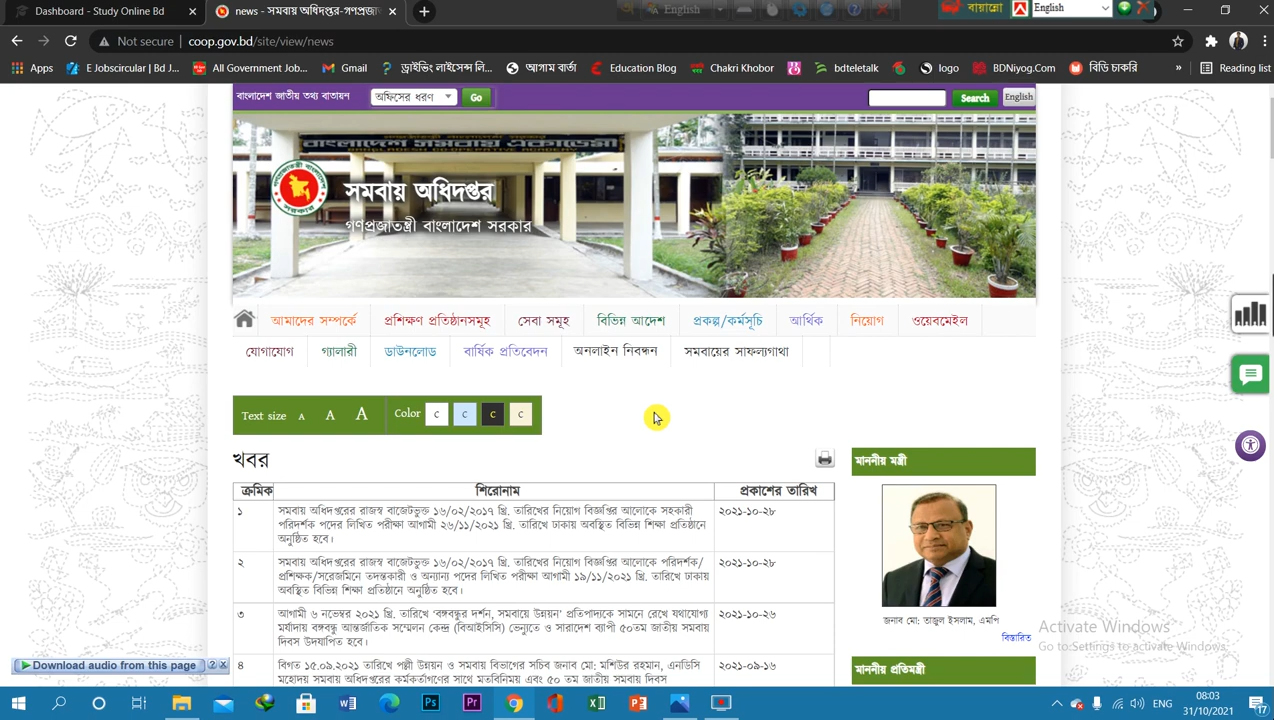 Dashboard - Study Online Bd
news - সমবায় অধিদপ্তর-গণপ্রজাত
English
বায়ান্নো
English
Not secure
coop.gov.bd/site/view/news
Apps
E Jobscircular | Bd J...
All Government Job...
Gmail
ড্রাইভিং লাইসেন্স লি...
আগাম বার্তা
Education Blog
Chakri Khobor
bdteletalk
logo
BDNiyog.Com
বিডি চাকরি
»
Reading list
বাংলাদেশ জাতীয় তথ্য বাতায়ন
অফিসের ধরণ
Go
Search
English
সমবায় অধিদপ্তর
গণপ্রজাতন্ত্রী বাংলাদেশ সরকার
আমাদের সম্পর্কে
প্রশিক্ষণ প্রতিষ্ঠানসমূহ
সেবা সমূহ
বিভিন্ন আদেশ
প্রকল্প/কর্মসূচি
আর্থিক
নিয়োগ
ওয়েবমেইল
যোগাযোগ
গ্যালারী
ডাউনলোড
বার্ষিক প্রতিবেদন
অনলাইন নিবন্ধন
সমবায়ের সাফল্যগাথা
Text size A A A Color C C C C
খবর
ক্রমিক শিরোনাম প্রকাশের তারিখ
১ সমবায় অধিদপ্তরের রাজস্ব বাজেটভুক্ত ১৬/০২/২০১৭ খ্রি. তারিখের নিয়োগ বিজ্ঞপ্তির আলোকে সহকারী ২০২১-১০-২৮
পরিদর্শক পদের লিখিত পরীক্ষা আগামী ২৬/১১/২০২১ খ্রি. তারিখে ঢাকায় অবস্থিত বিভিন্ন শিক্ষা প্রতিষ্ঠানে
অনুষ্ঠিত হবে।
২ সমবায় অধিদপ্তরের রাজস্ব বাজেটভুক্ত ১৬/০২/২০১৭ খ্রি. তারিখের নিয়োগ বিজ্ঞপ্তির আলোকে পরিদর্শক/ ২০২১-১০-২৮
প্রশিক্ষক/সরেজমিনে তদন্তকারী ও অন্যান্য পদের লিখিত পরীক্ষা আগামী ১৯/১১/২০২১ খ্রি. তারিখে ঢাকায়
অবস্থিত বিভিন্ন শিক্ষা প্রতিষ্ঠানে অনুষ্ঠিত হবে।
৩ আগামী ৬ নভেম্বর ২০২১ খ্রি. তারিখে ‘বঙ্গবন্ধুর দর্শন, সমবায়ে উন্নয়ন’ প্রতিপাদ্যকে সামনে রেখে যথাযোগ্য ২০২১-১০-২৬
মর্যাদায় বঙ্গবন্ধু আন্তর্জাতিক সম্মেলন কেন্দ্র (বিআইসিসি) ভেন্যুতে ও সারাদেশ ব্যাপী ৫০তম জাতীয় সমবায়
দিবস উদযাপিত হবে।
৪ বিগত ১৫.০৯.২০২১ তারিখে পল্লী উন্নয়ন ও সমবায় বিভাগের সচিব জনাব মো: মশিউর রহমান, এনডিসি ২০২১-০৯-১৬
মহোদয় সমবায় অধিদপ্তরের কর্মকর্তাগণের সাথে মতবিনিময় এবং ৫০ তম জাতীয় সমবায় দিবস
মাননীয় মন্ত্রী
জনাব মো: তাজুল ইসলাম, এমপি
বিস্তারিত
মাননীয় প্রতিমন্ত্রী
Activate Windows
Go to Settings to activate Windows.
Download audio from this page ? x
ENG
08:03
31/10/2021
17